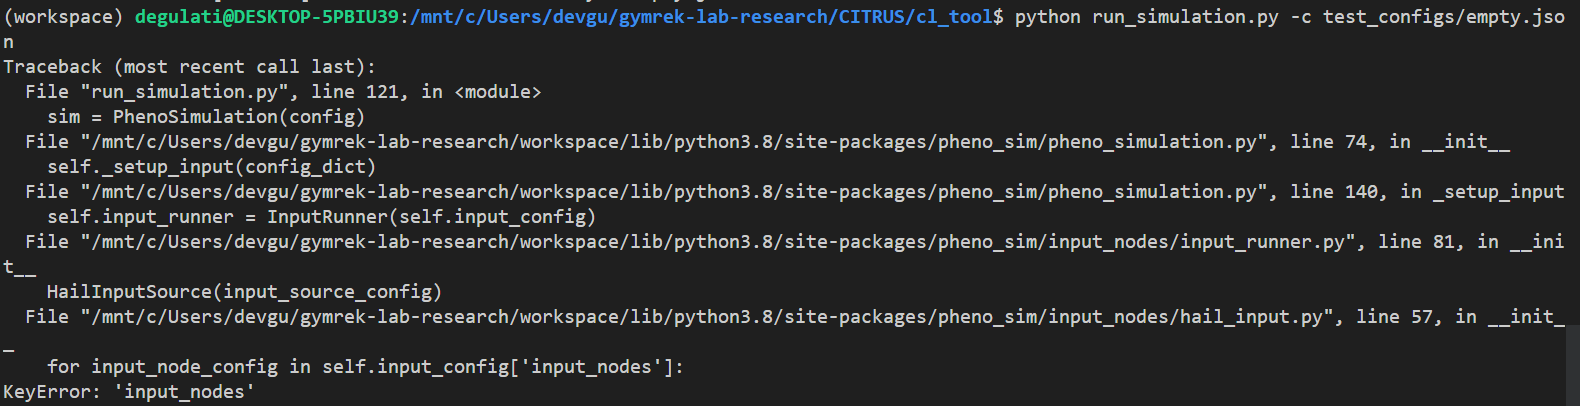 (workspace) degulati@DESKTOP-5PBIU39:/mnt/c/Users/devgu/gymrek-lab-research/CITRUS/cl_tool$ python run_simulation.py -c test_configs/empty.jso
n
Traceback (most recent call last):
  File "run_simulation.py", line 121, in <module>
    sim = PhenoSimulation(config)
  File "/mnt/c/Users/devgu/gymrek-lab-research/workspace/lib/python3.8/site-packages/pheno_sim/pheno_simulation.py", line 74, in __init__
    self._setup_input(config_dict)
  File "/mnt/c/Users/devgu/gymrek-lab-research/workspace/lib/python3.8/site-packages/pheno_sim/pheno_simulation.py", line 140, in _setup_input
    self.input_runner = InputRunner(self.input_config)
  File "/mnt/c/Users/devgu/gymrek-lab-research/workspace/lib/python3.8/site-packages/pheno_sim/input_nodes/input_runner.py", line 81, in __ini
t__
    HailInputSource(input_source_config)
  File "/mnt/c/Users/devgu/gymrek-lab-research/workspace/lib/python3.8/site-packages/pheno_sim/input_nodes/hail_input.py", line 57, in __init_
_
    for input_node_config in self.input_config['input_nodes']:
KeyError: 'input_nodes'